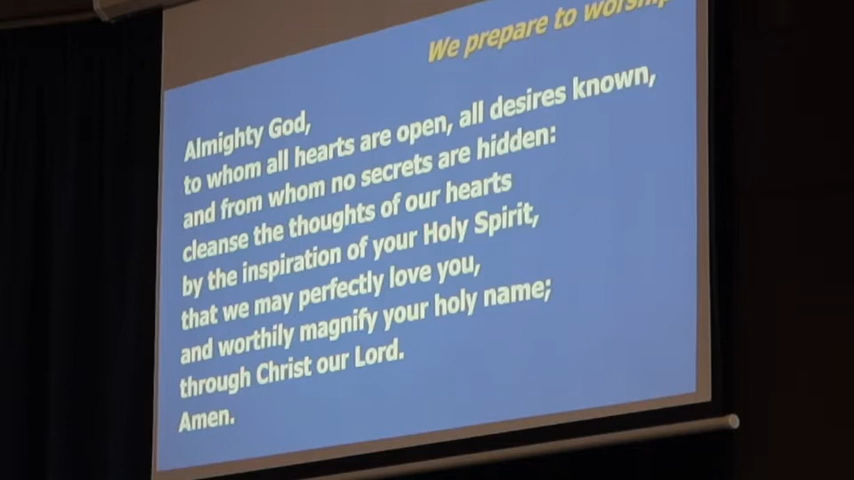 We prepare to worship
Almighty God,
to whom all hearts are open, all desires known,
and from whom no secrets are hidden:
cleanse the thoughts of our hearts
by the inspiration of your Holy Spirit,
that we may perfectly love you,
and worthily magnify your holy name;
through Christ our Lord.
Amen.